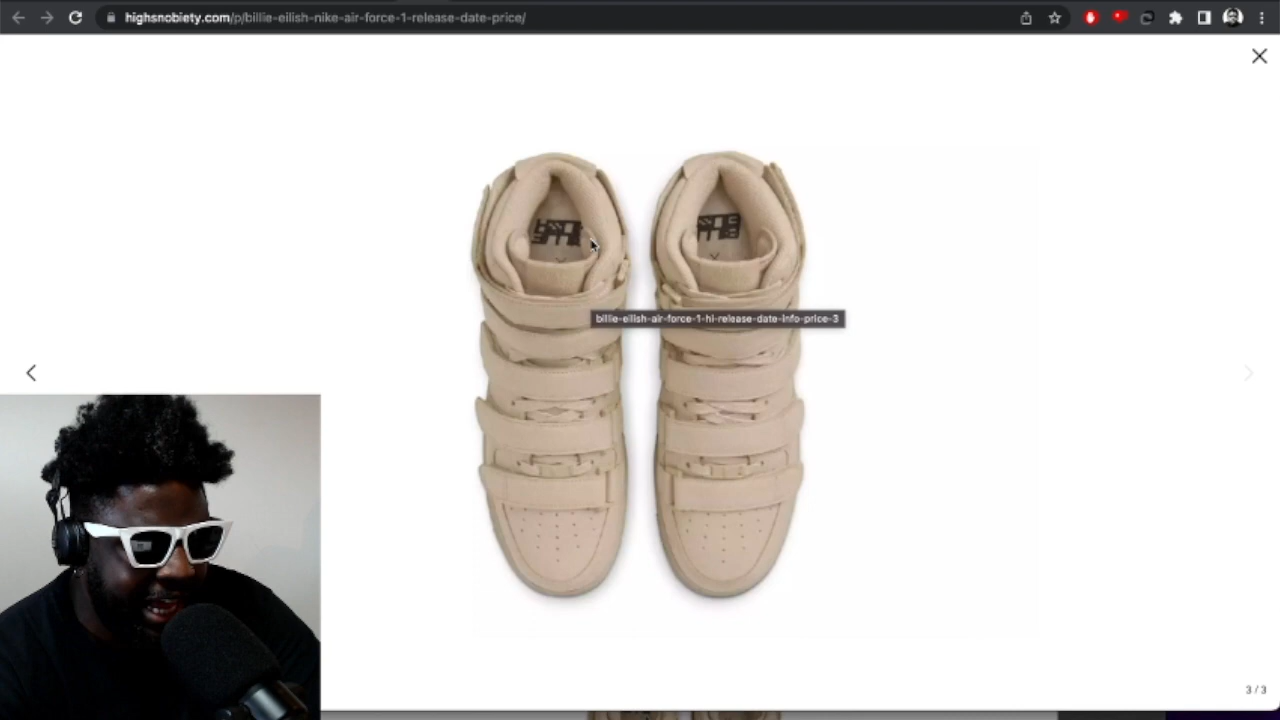 highsnobiety.com/p/billie-eilish-nike-air-force-1-release-date-price/
billie-eilish-air-force-1-hi-release-date-info-price-3
3 / 3